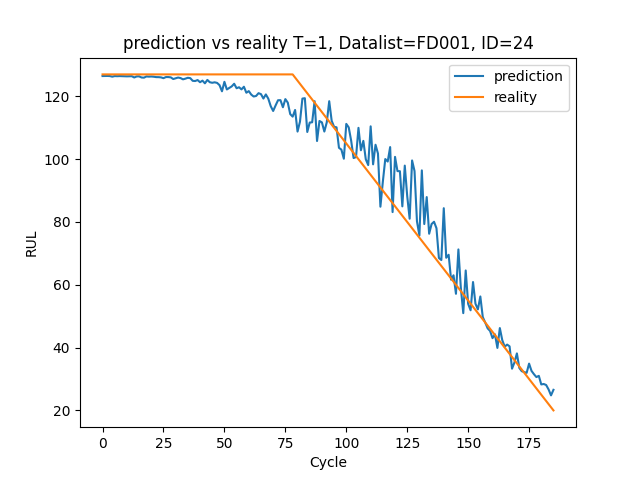 prediction vs reality T=1, Datalist=FD001, ID=24
prediction
reality
RUL
120
100
80
60
40
20
0 25 50 75 100 125 150 175
Cycle